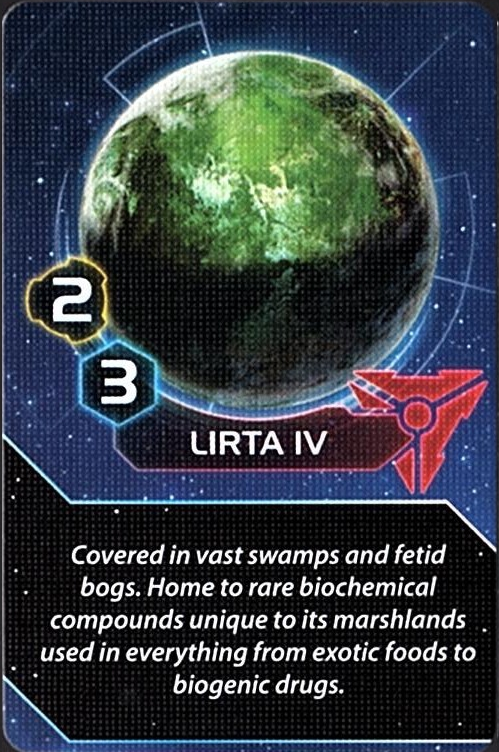 2
3
LIRTA IV
Covered in vast swamps and fetid
bogs. Home to rare biochemical
compounds unique to its marshlands
used in everything from exotic foods to
biogenic drugs.